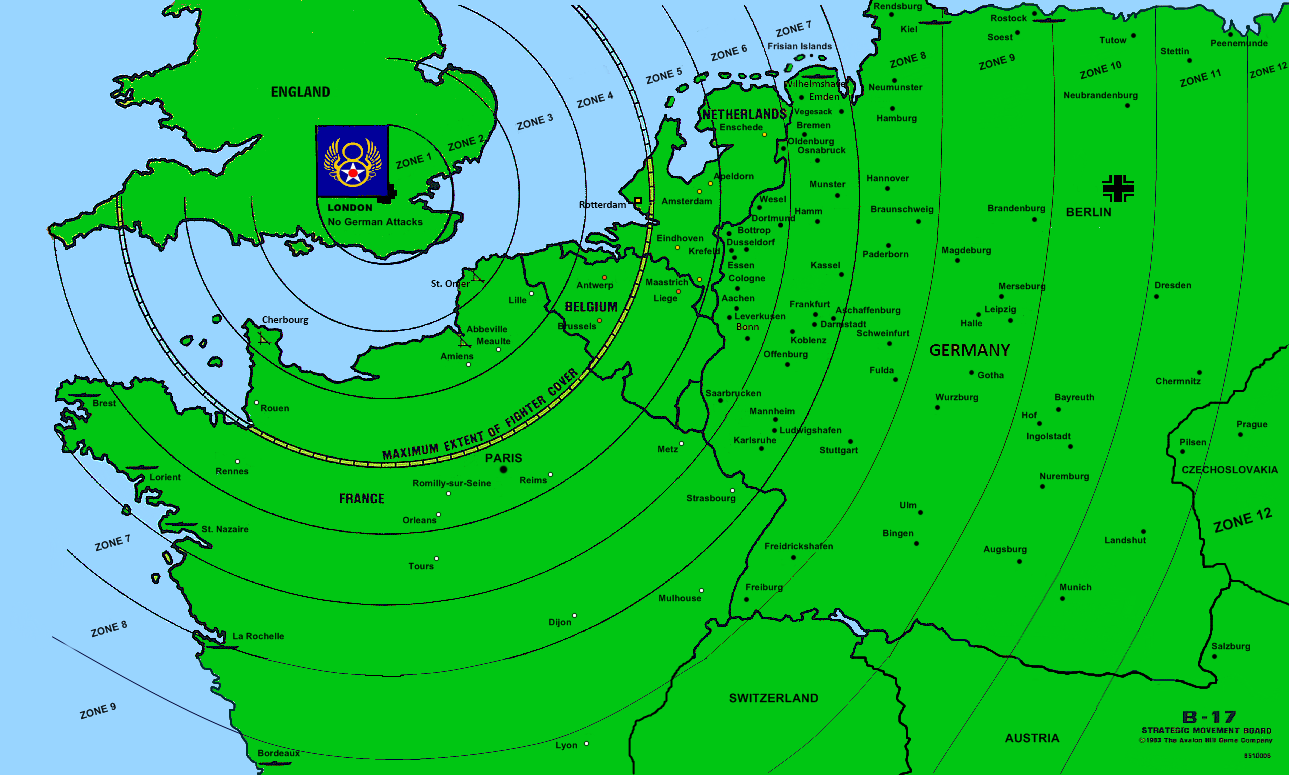 Rendsburg
Rostock
ZONE 7
Kiel
Soest
Tutow
Peenemunde
Frisian Islands
Stettin
ZONE 6
ZONE 8
ZONE 9
ZONE 10
ZONE 11
ZONE 12
ZONE 5
ENGLAND
ZONE 4
Wilhelmshave
Neumunster
Emden
Neubrandenburg
NETHERLANDS
Vegesack
ZONE 3
Hamburg
Enschede
Bremen
ZONE 2
Oldenburg
Osnabruck
ZONE 1
Apeldorn
Munster
Hannover
Amsterdam
Wesel
Rotterdam
LONDON
Hamm
Braunschweig
Brandenburg
BERLIN
No German Attacks
Dortmund
Bottrop
Eindhoven
Dusseldorf
Krefeld
Paderborn
Magdeburg
Essen
Kassel
Cologne
St. Omer
Antwerp
Maastrich
Merseburg
Dresden
Lille
Liege
Aachen
BELGIUM
Frankfurt
Aschaffenburg
Leipzig
Leverkusen
Cherbourg
Brussels
Bonn
Darmstadt
Halle
Abbeville
Schweinfurt
Meaulte
Koblenz
GERMANY
Amiens
Offenburg
Fulda
Gotha
Chermnitz
MAXIMUM EXTENT OF FIGHTER COVER
Saarbrucken
Wurzburg
Bayreuth
Brest
Rouen
Mannheim
Hof
Prague
Ludwigshafen
Karlsruhe
Ingolstadt
Pilsen
Metz
Stuttgart
PARIS
Rennes
CZECHOSLOVAKIA
Lorient
Romilly-sur-Seine
Reims
Nuremburg
FRANCE
Strasbourg
Ulm
Orleans
St. Nazaire
ZONE 12
Bingen
ZONE 7
Landshut
Freidrickshafen
Augsburg
Tours
Freiburg
Munich
Mulhouse
Dijon
ZONE 8
La Rochelle
Salzburg
SWITZERLAND
ZONE 9
B-17
STRATEGIC MOVEMENT BOARD
AUSTRIA
©1983 The Avalon Hill Game Company
Lyon
Bordeaux